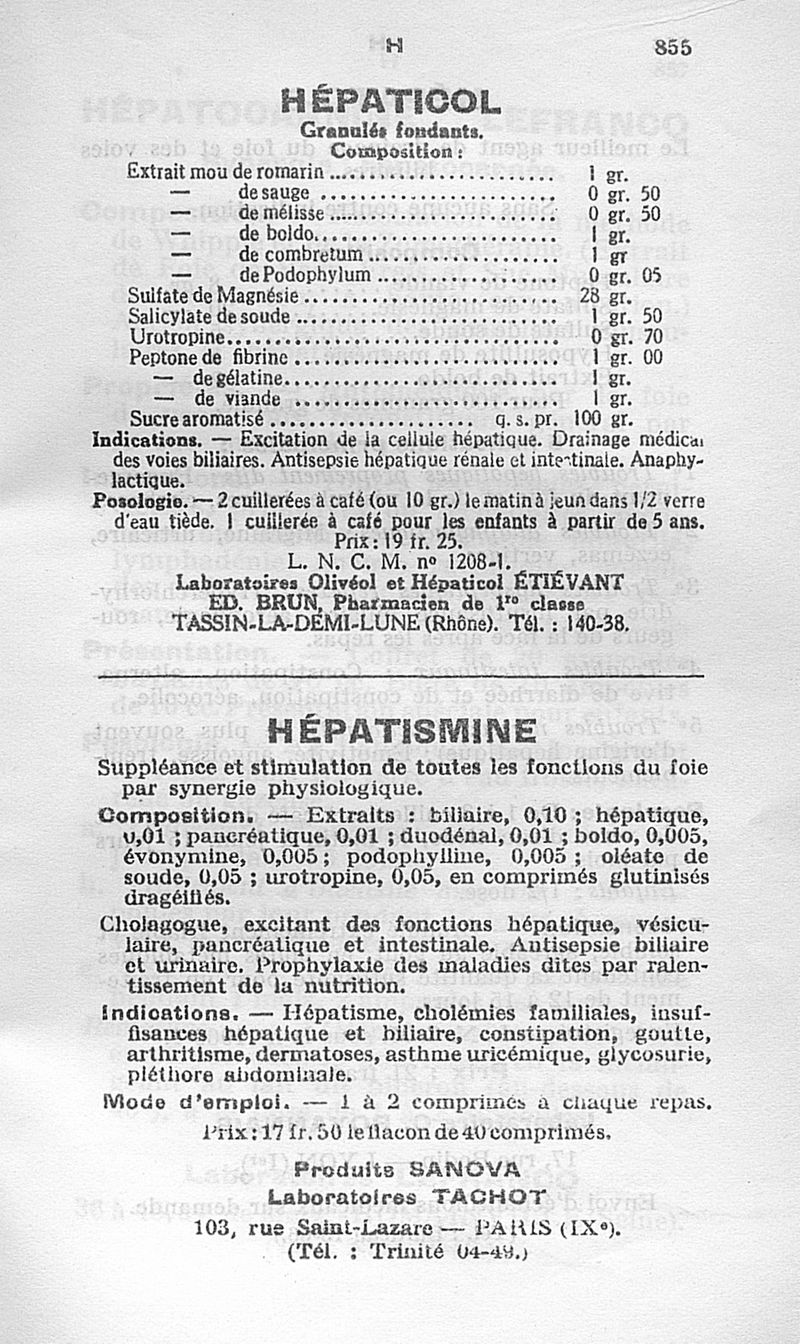 H 855
HÉPATICOL
Granulés fondants.
Composition :
Extrait mou de romarin ........................ 1 gr.
— de sauge ........................ 0 gr. 50
— de mélisse ........................ 0 gr. 50
— de boldo ........................ 1 gr.
— de combretum ........................ 1 gr
— de Podophylum ........................ 0 gr. 05
Sulfate de Magnésie ........................ 28 gr.
Salicylate de soude ........................ 1 gr. 50
Urotropine ........................ 0 gr. 70
Peptone de fibrine ........................ 1 gr. 00
— de gélatine ........................ 1 gr.
— de viande ........................ 1 gr.
Sucre aromatisé ..................... q. s. pr. 100 gr.
Indications. — Excitation de la cellule hépatique. Drainage médical
des voies biliaires. Antisepsie hépatique rénale et intestinale. Anaphy-
lactique.
Posologie. — 2 cuillerées à café (ou 10 gr.) le matin à jeun dans 1/2 verre
d'eau tiède. 1 cuillerée à café pour les enfants à partir de 5 ans.
Prix : 19 fr. 25.
L. N. C. M. nº 1208-1.
Laboratoires Olivéol et Hépaticol ÉTIÉVANT
ED. BRUN, Pharmacien de 1re classe
TASSIN-LA-DEMI-LUNE (Rhône). Tél. : 140-38.
HÉPATISMINE
Suppléance et stimulation de toutes les fonctions du foie
par synergie physiologique.
Composition. — Extraits : biliaire, 0,10 ; hépatique,
0,01 ; pancréatique, 0,01 ; duodénal, 0,01 ; boldo, 0,005,
évonymine, 0,005 ; podophylline, 0,005 ; oléate de
soude, 0,05 ; urotropine, 0,05, en comprimés glutinisés
dragéifiés.
Cholagogue, excitant des fonctions hépatique, vésicu-
laire, pancréatique et intestinale. Antisepsie biliaire
et urinaire. Prophylaxie des maladies dites par ralen-
tissement de la nutrition.
Indications. — Hépatisme, cholémies familiales, insuf-
fisances hépatique et biliaire, constipation, goutte,
arthritisme, dermatoses, asthme uricémique, glycosurie,
pléthore abdominale.
Mode d'emploi. — 1 à 2 comprimés à chaque repas.
Prix : 17 fr. 50 le flacon de 40 comprimés.
Produits SANOVA
Laboratoires TACHOT
103, rue Saint-Lazare — PARIS (IXe).
(Tél. : Trinité 04-49.)